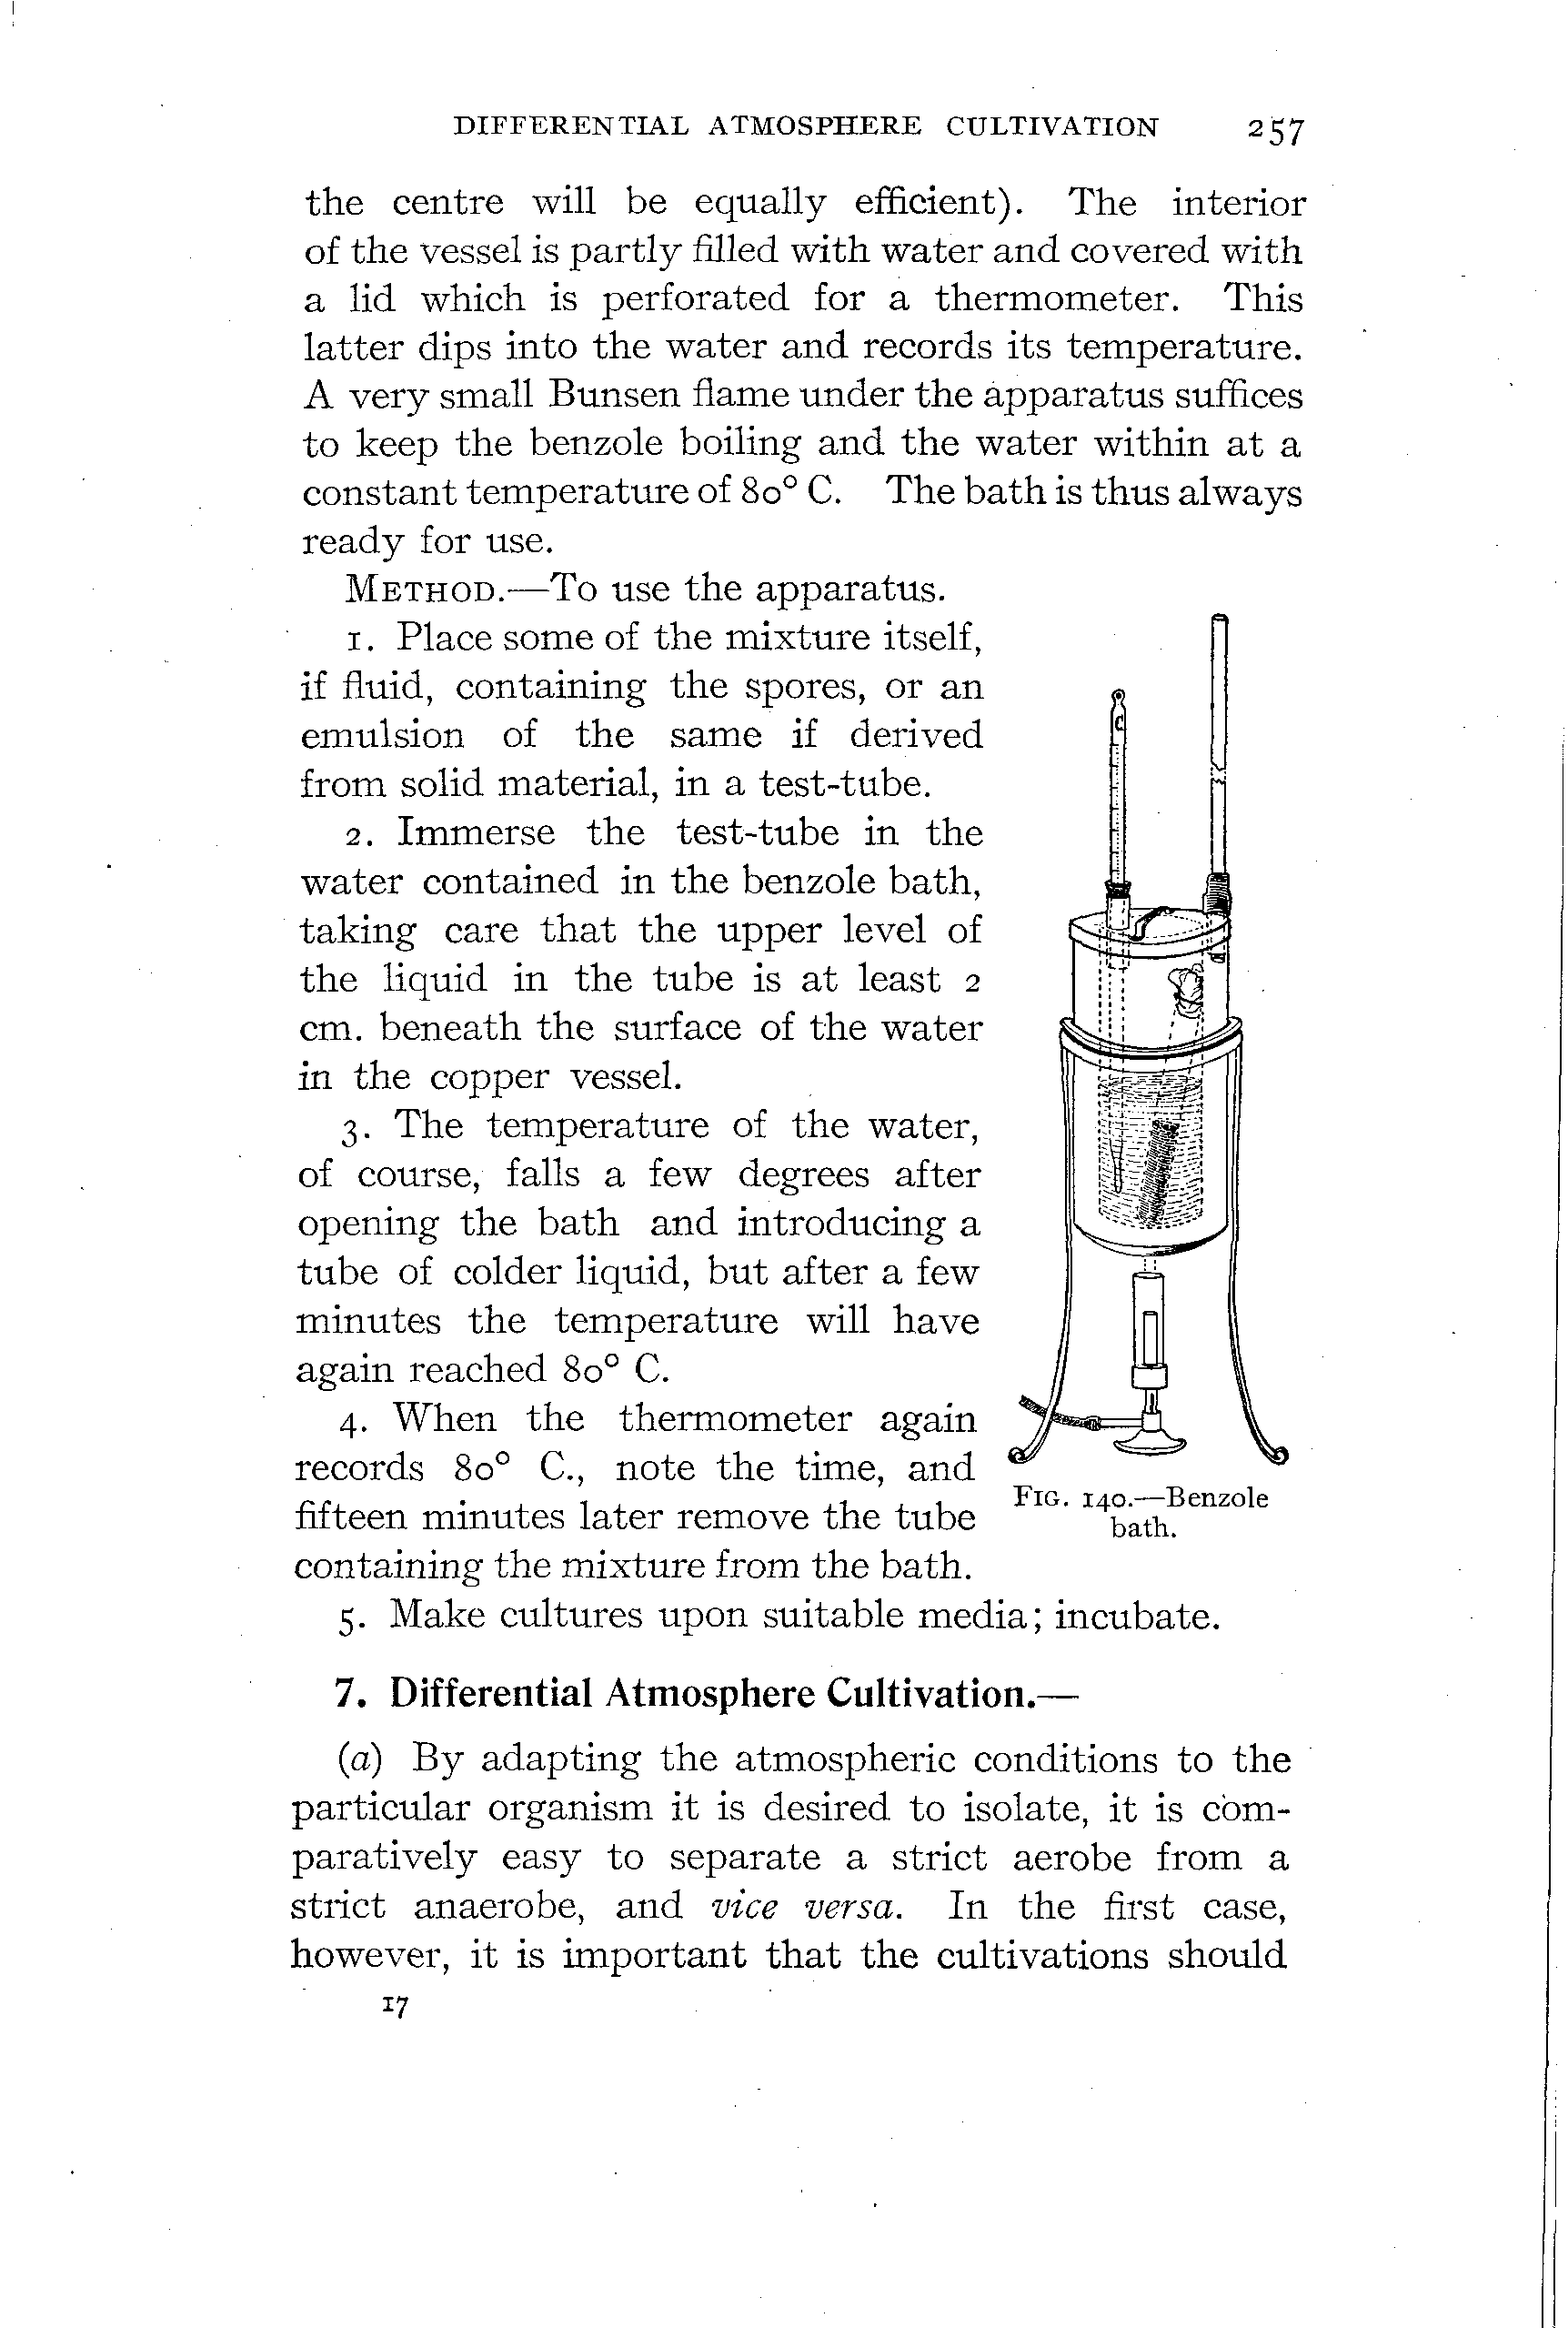 DIFFERENTIAL ATMOSPHERE CULTIVATION 257
the centre will be equally efficient). The interior
of the vessel is partly filled with water and covered with
a lid which is perforated for a thermometer. This
latter dips into the water and records its temperature.
A very small Bunsen flame under the apparatus suffices
to keep the benzole boiling and the water within at a
constant temperature of 80° C. The bath is thus always
ready for use.
METHOD.—To use the apparatus.
1. Place some of the mixture itself,
if fluid, containing the spores, or an
emulsion of the same if derived
from solid material, in a test-tube.
2. Immerse the test-tube in the
water contained in the benzole bath,
taking care that the upper level of
the liquid in the tube is at least 2
cm. beneath the surface of the water
in the copper vessel.
3. The temperature of the water,
of course, falls a few degrees after
opening the bath and introducing a
tube of colder liquid, but after a few
minutes the temperature will have
again reached 80° C.
4. When the thermometer again
records 80° C., note the time, and
fifteen minutes later remove the tube
containing the mixture from the bath.
C
FIG. 140.—Benzole
bath.
5. Make cultures upon suitable media; incubate.
7. Differential Atmosphere Cultivation.—
(a) By adapting the atmospheric conditions to the
particular organism it is desired to isolate, it is com-
paratively easy to separate a strict aerobe from a
strict anaerobe, and vice versa. In the first case,
however, it is important that the cultivations should
17